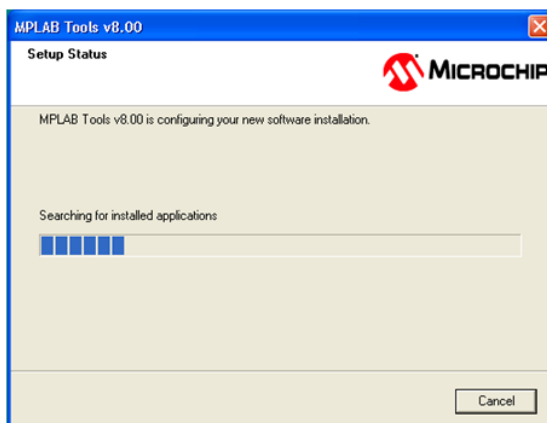 MPLAB Tools v8.00
Setup Status
MICROCHIP
MPLAB Tools v8.00 is configuring your new software installation.
Searching for installed applications
Cancel